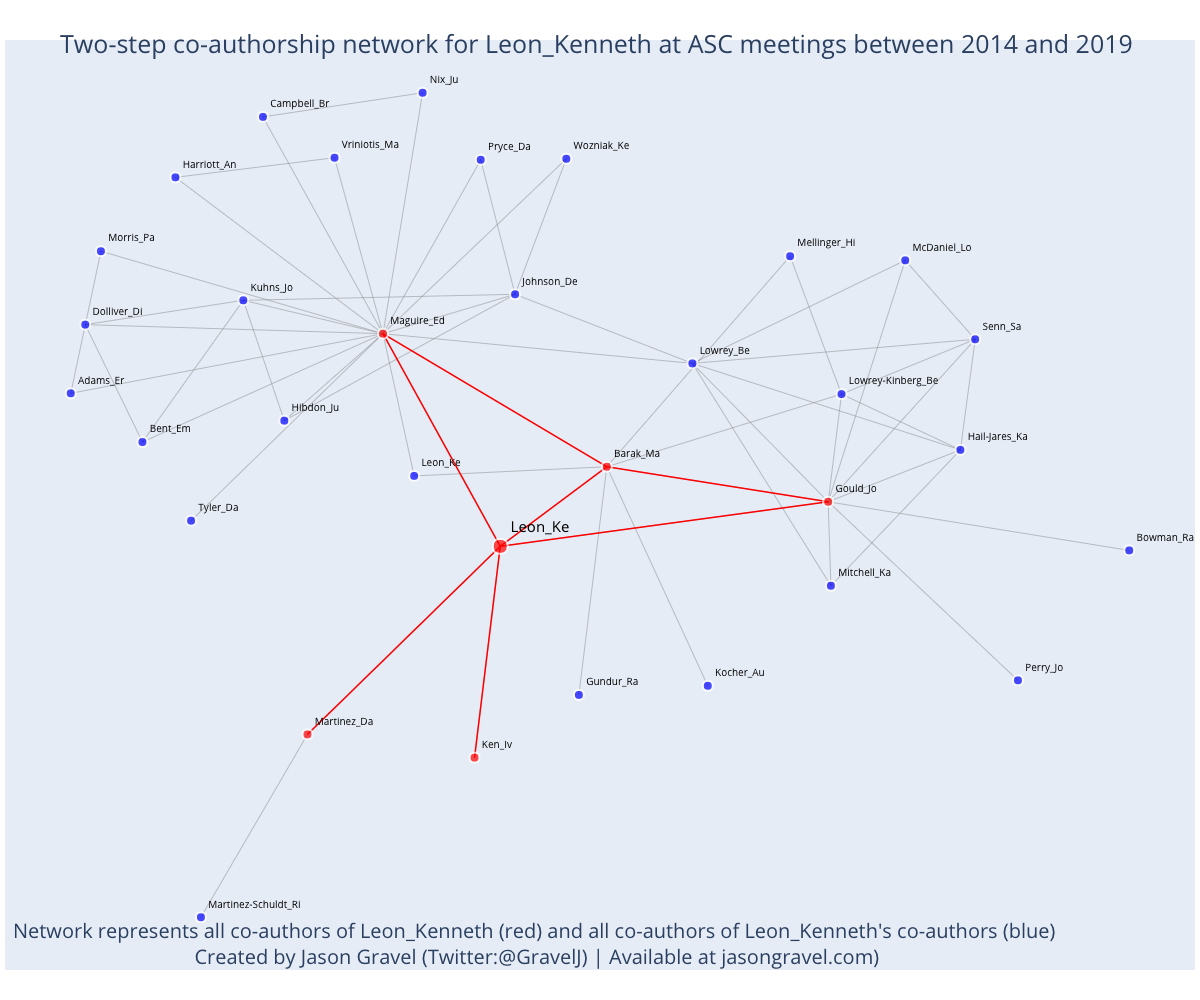 Two-step co-authorship network for Leon_Kenneth at ASC meetings between 2014 and 2019
Nix_Ju
Campbell_Br
Vriniotis_Ma
Pryce_Da
Wozniak_Ke
Harriott_An
Morris_Pa
Mellinger_Hi
McDaniel_Lo
Kuhns_Jo
Johnson_De
Dolliver_Di
Maguire_Ed
Senn_Sa
Lowrey_Be
Adams_Er
Lowrey-Kinberg_Be
Hibdon_Ju
Bent_Em
Hail-Jares_Ka
Barak_Ma
Leon_Ke
Gould_Jo
Tyler_Da
Leon_Ke
Bowman_Ra
Mitchell_Ka
Perry_Jo
Kocher_Au
Gundur_Ra
Martinez_Da
Ken_Iv
Martinez-Schuldt_Ri
Network represents all co-authors of Leon_Kenneth (red) and all co-authors of Leon_Kenneth's co-authors (blue)
Created by Jason Gravel (Twitter:@GravelJ) | Available at jasongravel.com)